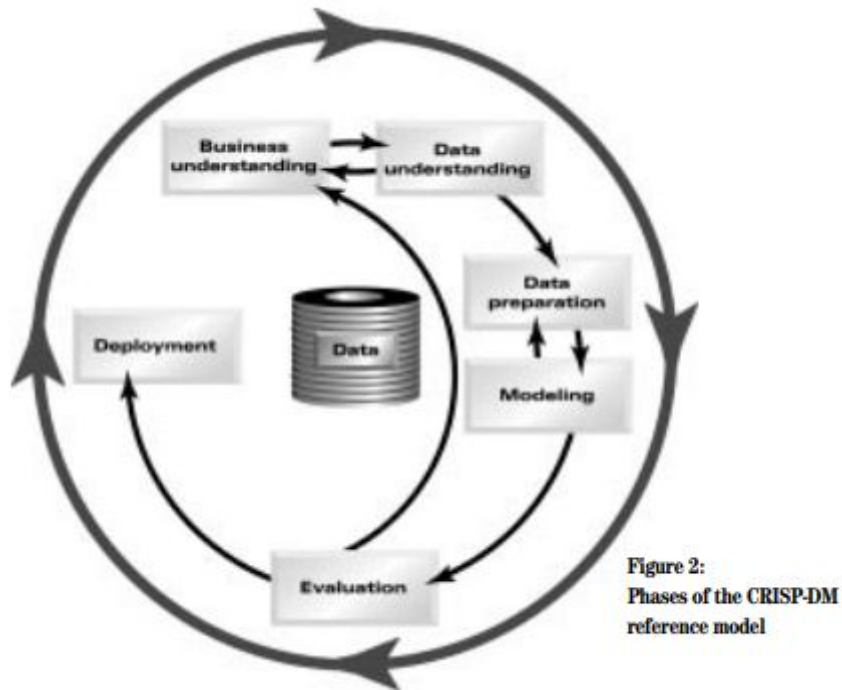 Business
understanding
Data
understanding
Data
preparation
Deployment
Data
Modeling
Evaluation
Figure 2:
Phases of the CRISP-DM
reference model